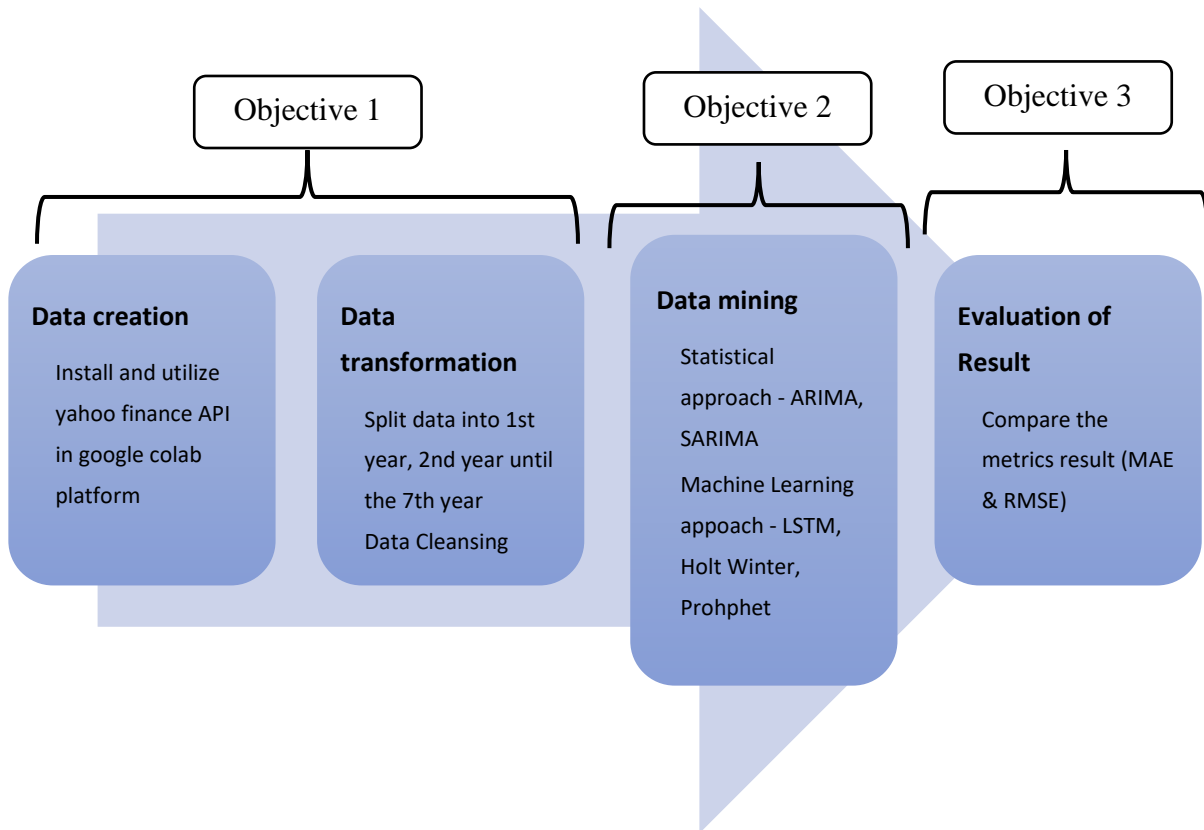 Objective 1
Objective 2
Objective 3
Data creation
Install and utilize
yahoo finance API
in google colab
platform
Data
transformation
Split data into 1st
year, 2nd year until
the 7th year
Data Cleansing
Data mining
Statistical
approach - ARIMA,
SARIMA
Machine Learning
appoach - LSTM,
Holt Winter,
Prohphet
Evaluation of
Result
Compare the
metrics result (MAE
& RMSE)